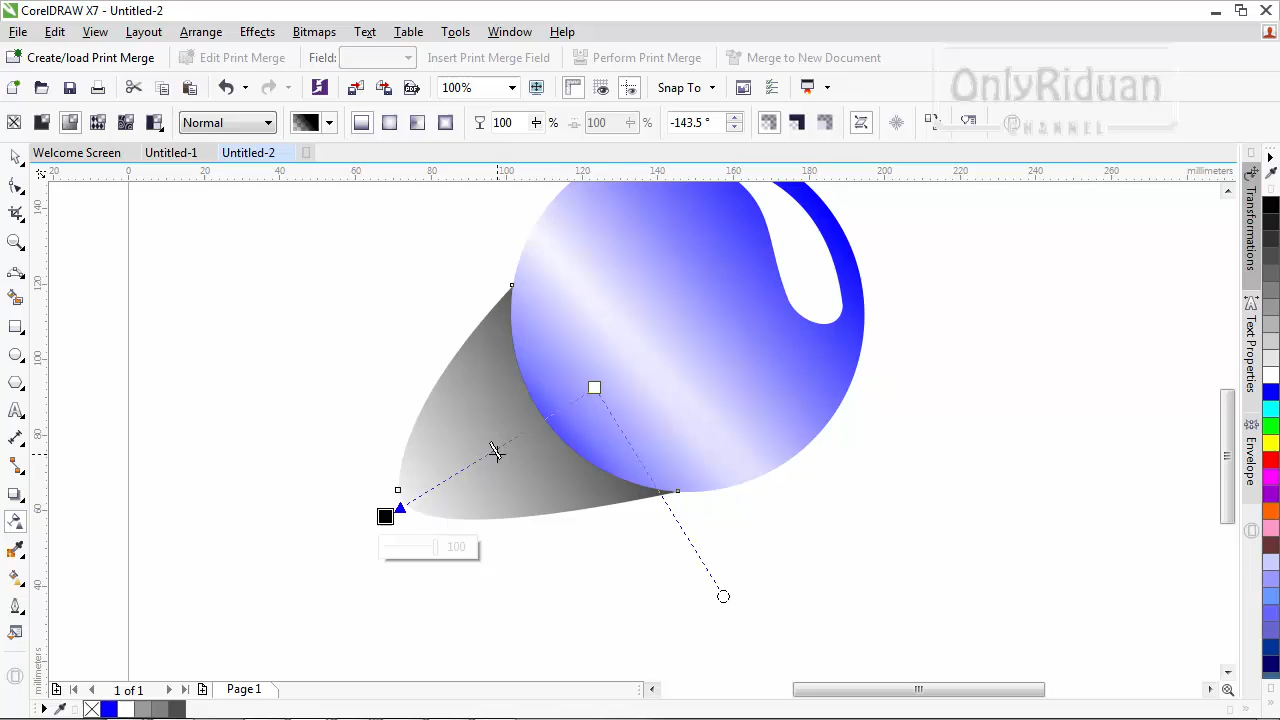 CorelDRAW X7 - Untitled-2
File Edit View Layout Arrange Effects Bitmaps Text Table Tools Window Help
Create/load Print Merge Edit Print Merge Field: Insert Print Merge Field Perform Print Merge Merge to New Document
OnlyRiduan
CHANNEL
100% Snap To
Normal 100 % 100 % -143.5 °
Welcome Screen Untitled-1 Untitled-2
20 0 20 40 60 80 100 120 140 160 180 200 220 240 260 millimeters
140
120
100
80
60
40
millimeters
Transformations
Text Properties
Envelope
100
1 of 1 Page 1